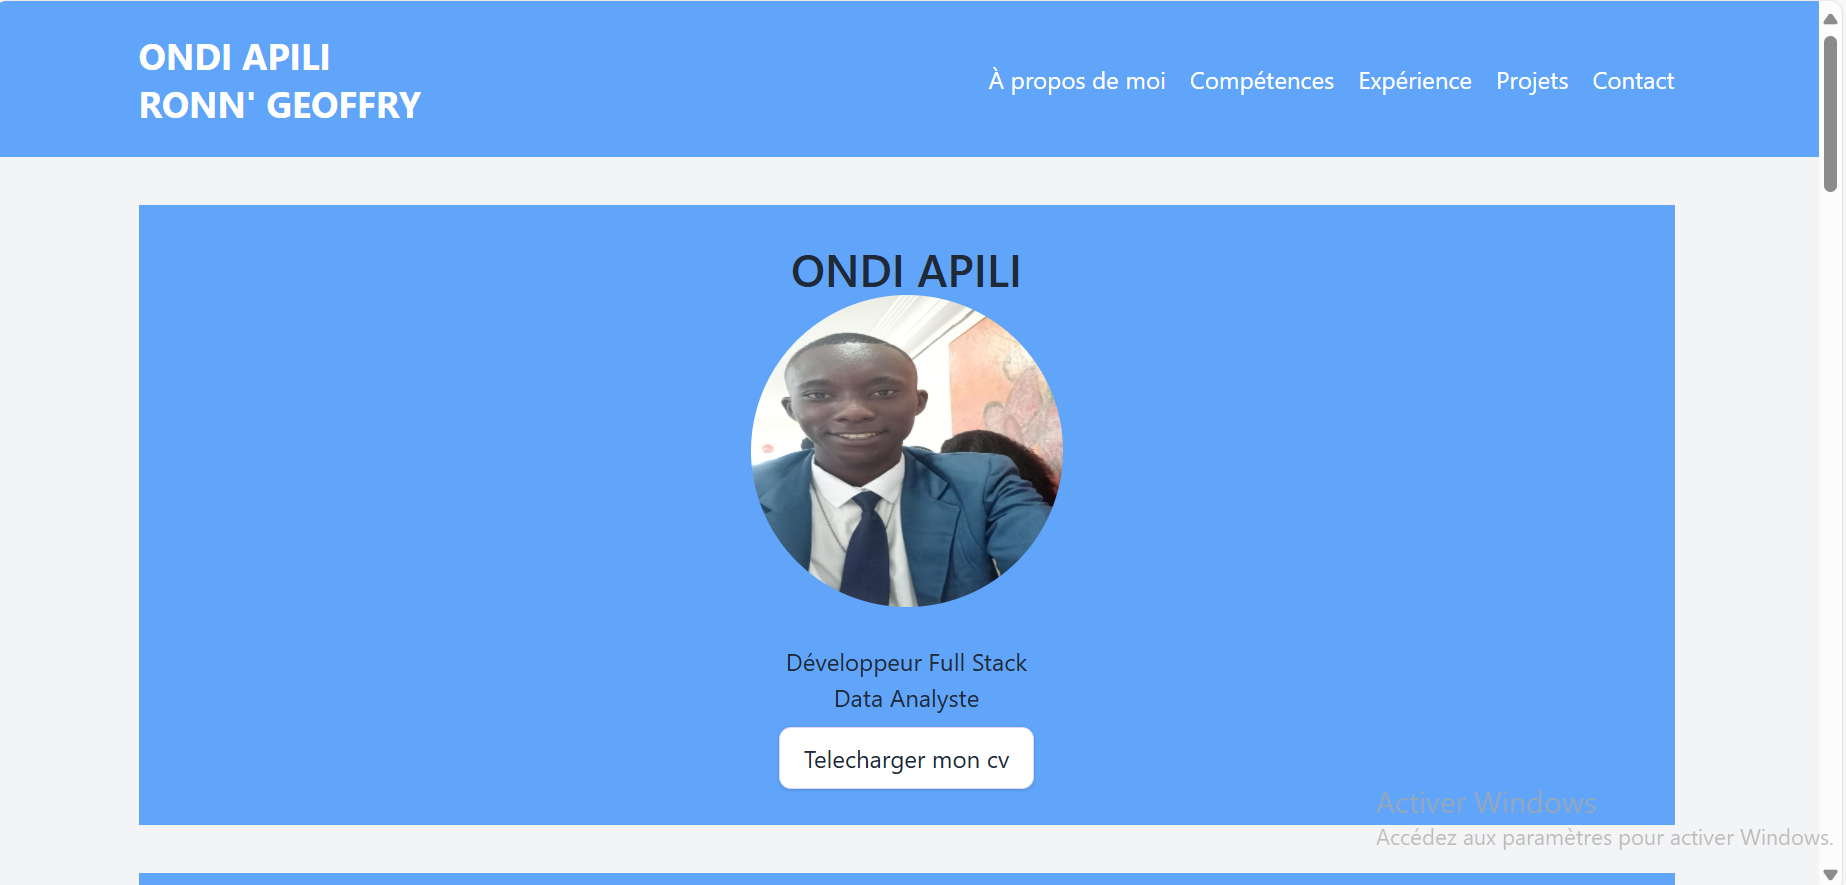 ONDI APILI
RONN' GEOFFRY
À propos de moi Compétences Expérience Projets Contact
ONDI APILI
Développeur Full Stack
Data Analyste
Telecharger mon cv
Activer Windows
Accédez aux paramètres pour activer Windows.